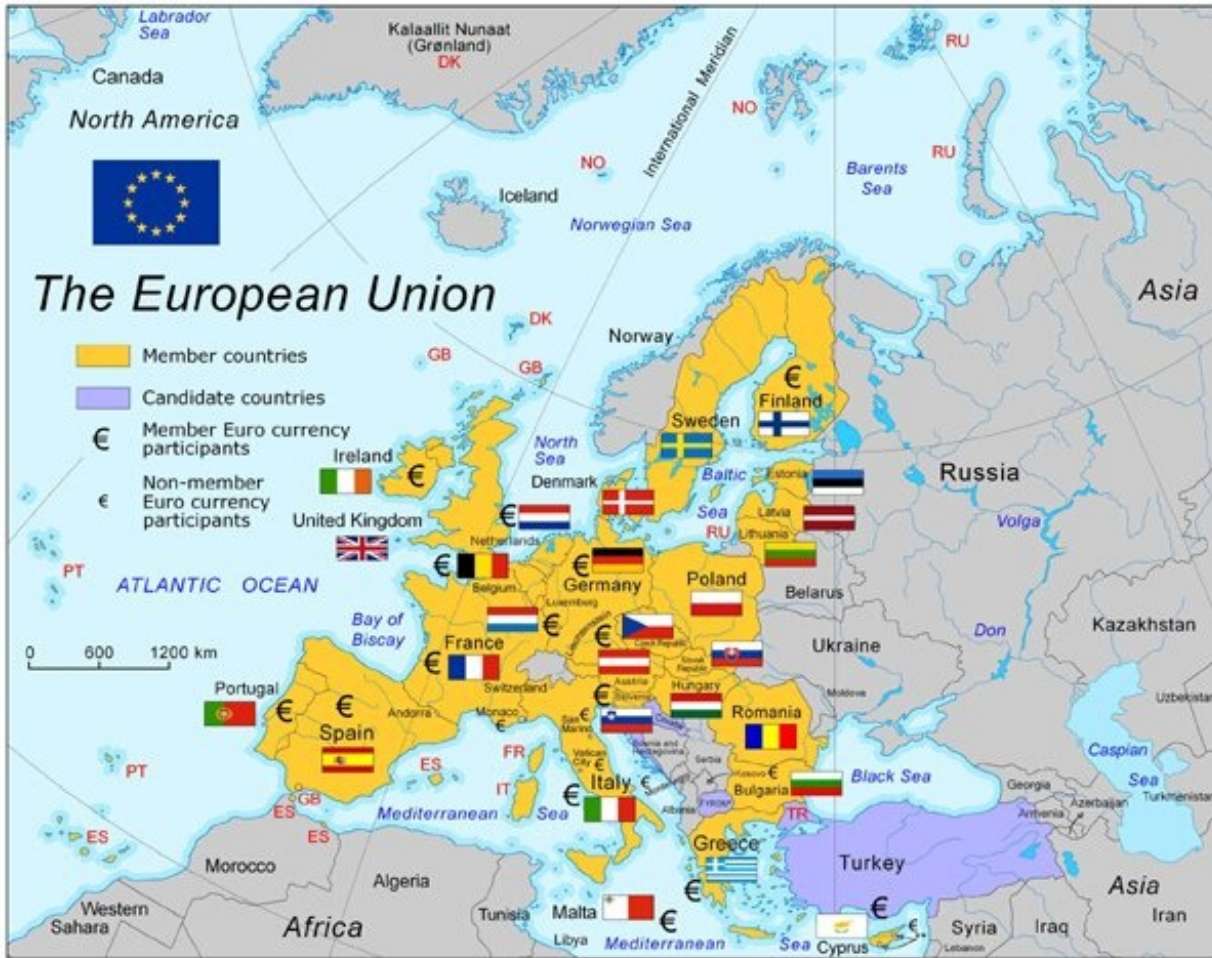 Labrador
Sea
Kalaallit Nunaat
(Grønland)
DK
Canada
North America
International Meridian
NO
RU
NO
RU
Barents
Sea
Iceland
Norwegian Sea
The European Union
Asia
Member countries
Candidate countries
€ Member Euro currency
participants
€ Non-member
Euro currency
participants
DK
GB
GB
Norway
€
Finland
Sweden
North
Sea
Ireland
€
Denmark
Baltic
Sea
Estonia
Russia
Latvia
Lithuania
RU
United Kingdom
€
Netherlands
Volga
PT
ATLANTIC OCEAN
€
Belgium
€
Germany
Poland
Belarus
Luxemburg
€
Liechtenstein
€
Czech Republic
Bay of
Biscay
France
€
Don
Kazakhstan
Ukraine
0 600 1200 km
Slovak
Republic
Switzerland
Austria
Slovenia
€
Hungary
Moldova
Uzbekistan
Portugal
€
€
Spain
Andorra
Monaco
€
San
Marino
€
Croatia
Romania
Bosnia and
Herzegovina
Serbia
Caspian
Sea
PT
ES
FR
IT
Vatican
City
€
Italy
€
€
Kosovo
€
Bulgaria
Black Sea
Georgia
Azerbaijan
Armenia
Turkmenistan
Albania
FYROM
TR
ES
GB
ES
ES
Mediterranean
Sea
Greece
€
Turkey
Morocco
Algeria
Tunisia
Western
Sahara
Africa
Malta
€
Libya
Mediterranean
Sea
€
Cyprus
€
Syria
Lebanon
Iraq
Asia
Iran